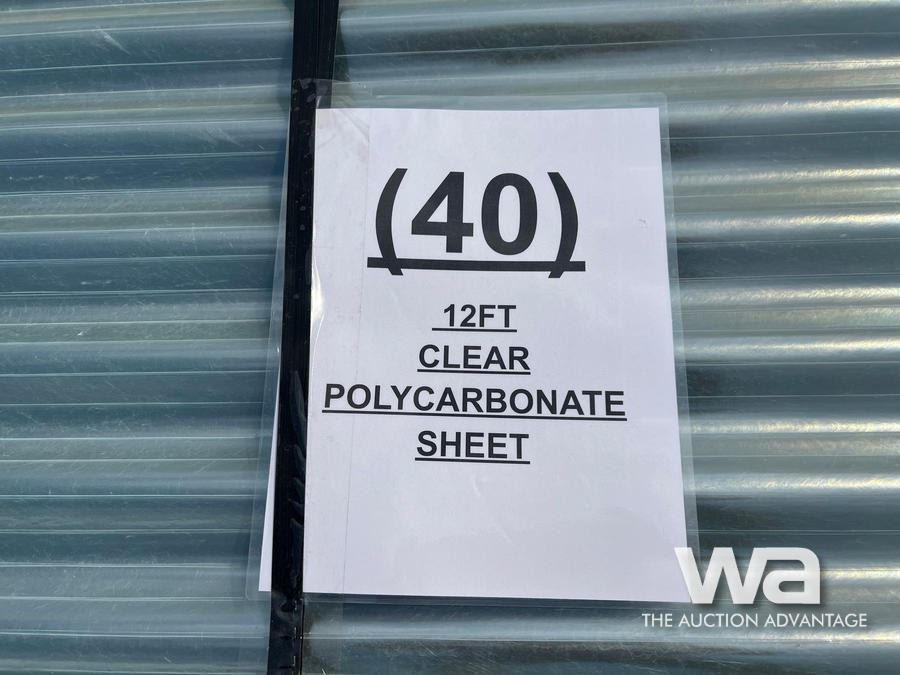 (40)
12FT
CLEAR
POLYCARBONATE
SHEET
wa
THE AUCTION ADVANTAGE